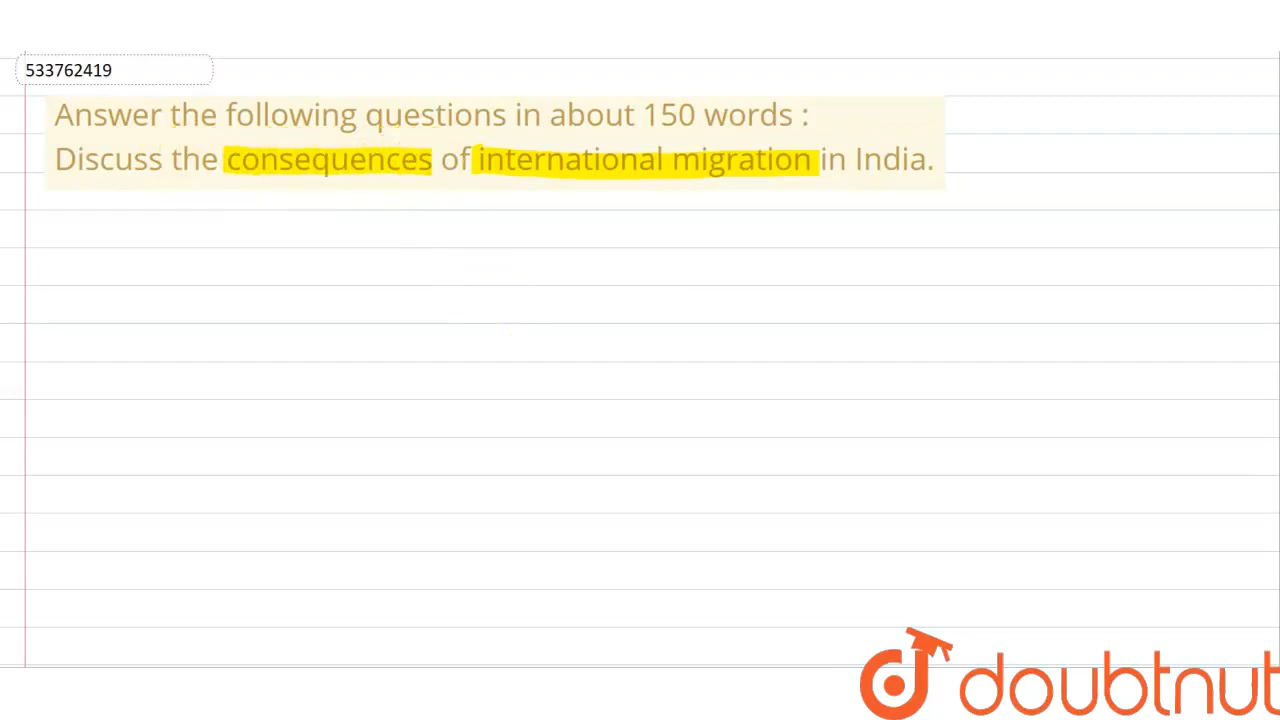 533762419
Answer the following questions in about 150 words :
Discuss the consequences of international migration in India.
doubtnut